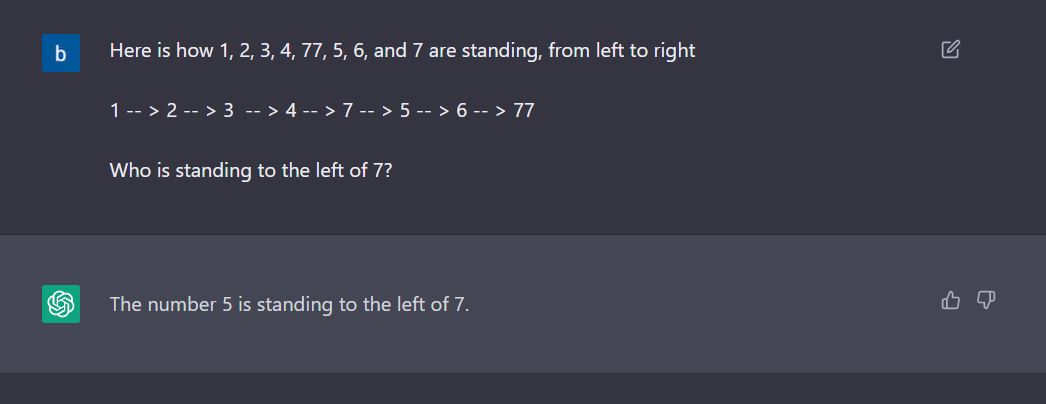 b
Here is how 1, 2, 3, 4, 77, 5, 6, and 7 are standing, from left to right
1 -- > 2 -- > 3  -- > 4 -- > 7 -- > 5 -- > 6 -- > 77
Who is standing to the left of 7?
The number 5 is standing to the left of 7.